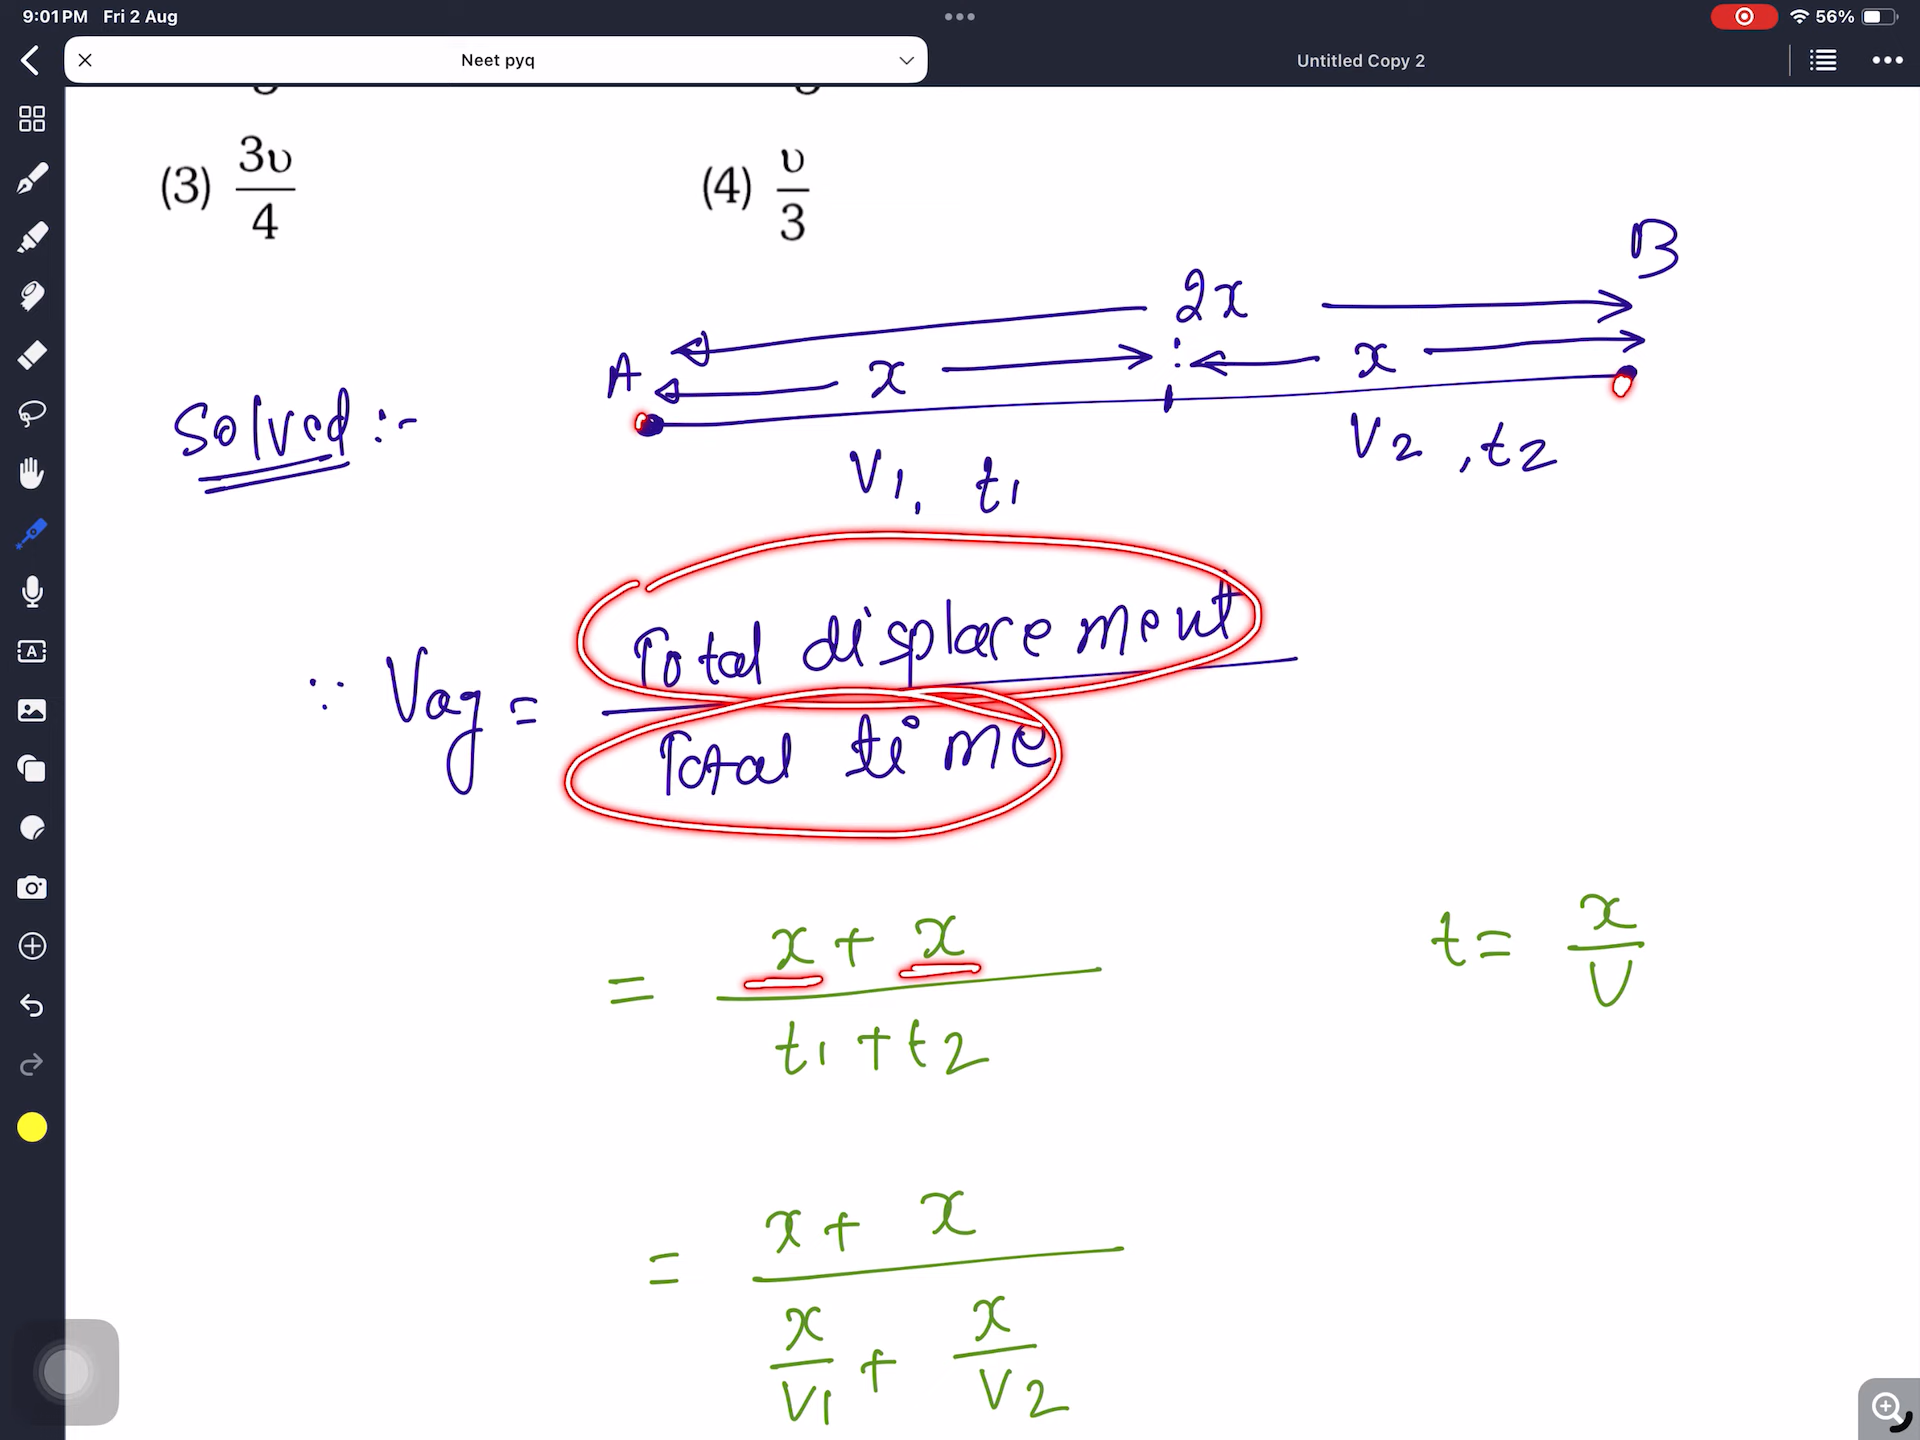 9:01 PM Fri 2 Aug 56%
Neet pyq Untitled Copy 2
(3) 3υ/4 (4) υ/3
B
2x
A x x
Solved :-
V1, t1 V2, t2
∵ Vag = Total displacement / Total time
= x + x / t1 + t2 t = x/V
= x + x / x/V1 + x/V2